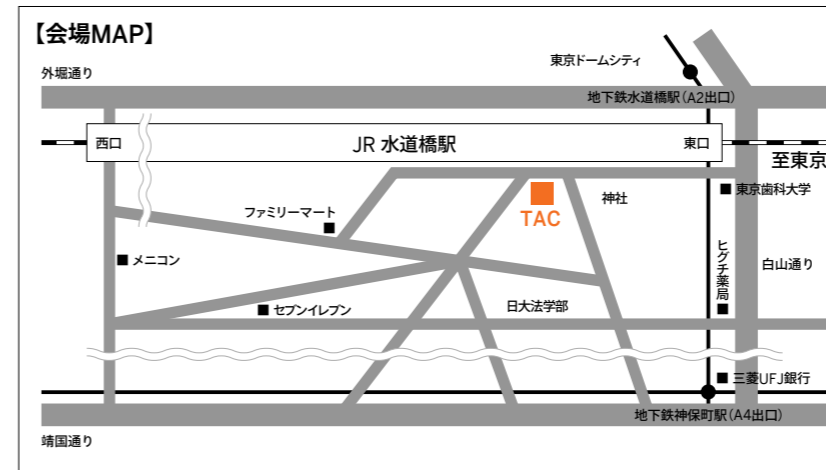 【会場MAP】
東京ドームシティ
外堀通り
地下鉄水道橋駅（A2出口）
西口
JR 水道橋駅
東口
至東京
東京歯科大学
神社
ファミリーマート
TAC
メニコン
ヒグチ薬局
白山通り
セブンイレブン
日大法学部
三菱UFJ銀行
地下鉄神保町駅（A4出口）
靖国通り